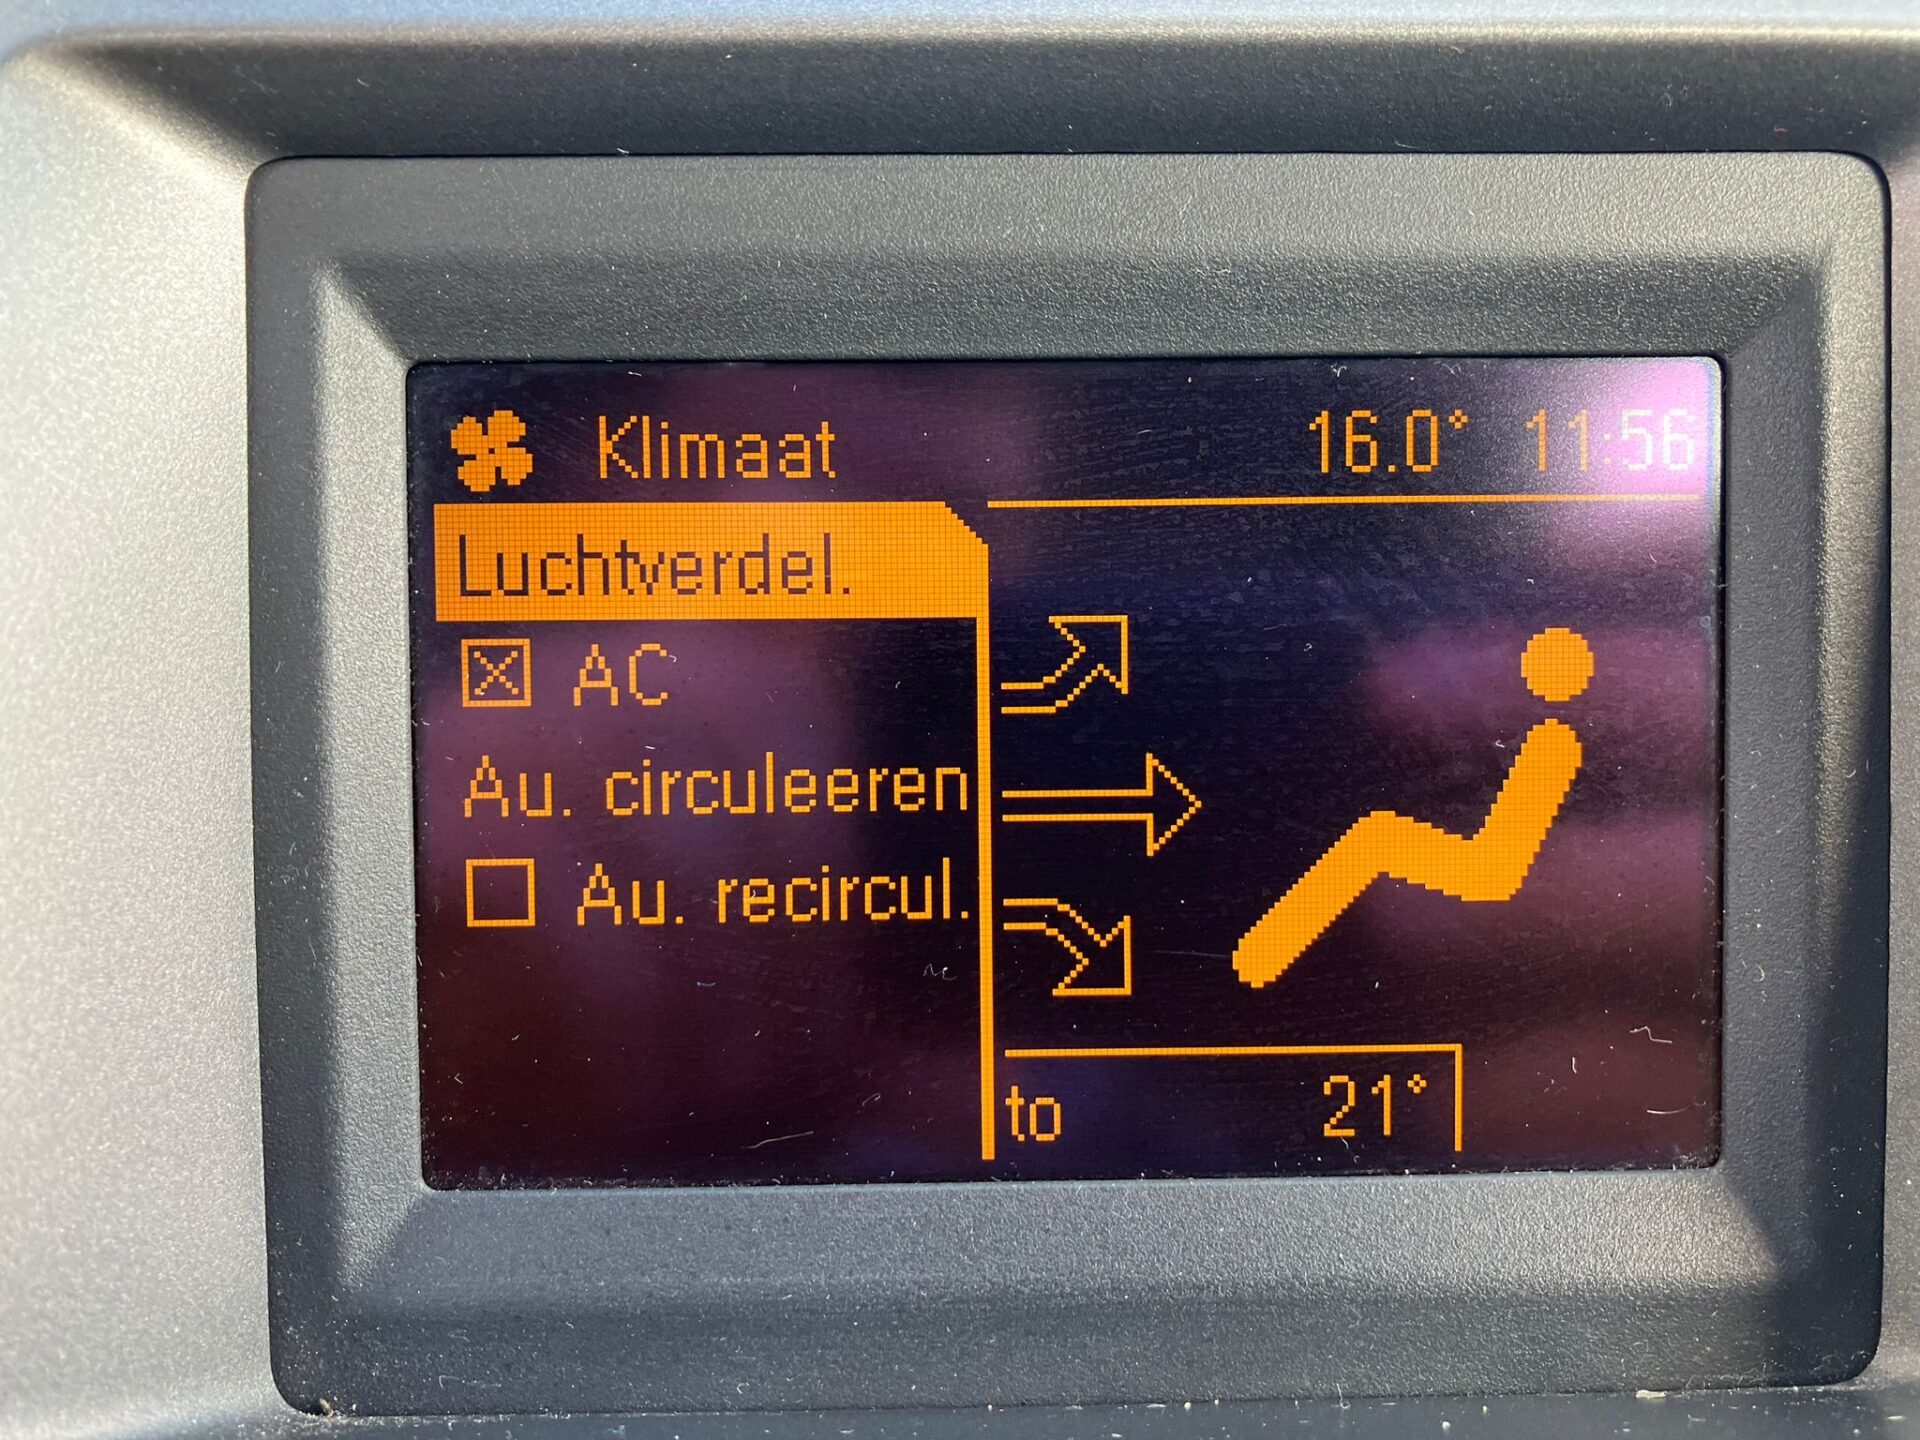 Klimaat 16.0° 11:56
Luchtverdel.
AC
Au. circuleeren
Au. recircul.
to 21°